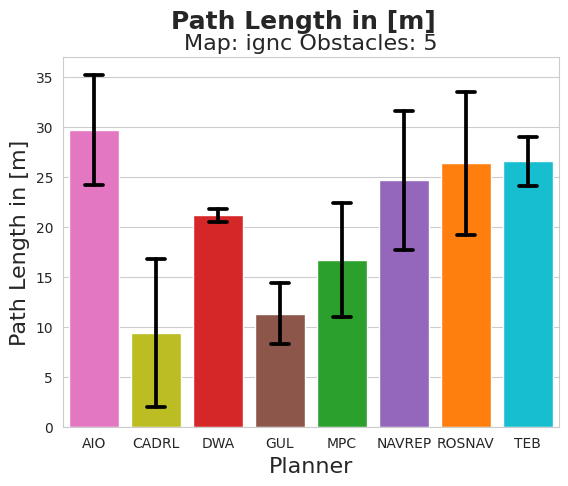 Path Length in [m]
Map: ignc Obstacles: 5
Path Length in [m]
35
30
25
20
15
10
5
0
AIO CADRL DWA GUL MPC NAVREP ROSNAV TEB
Planner